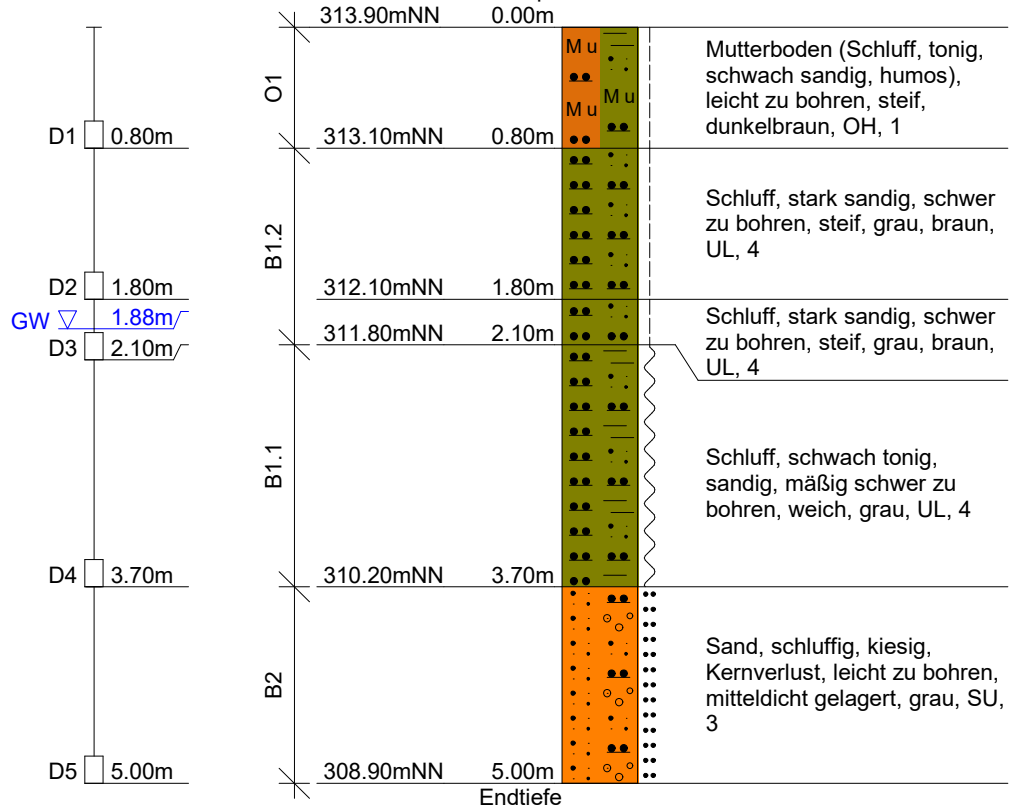 313.90mNN 0.00m
O1
M u
M u
M u
Mutterboden (Schluff, tonig,
schwach sandig, humos),
leicht zu bohren, steif,
dunkelbraun, OH, 1
D1 0.80m
313.10mNN 0.80m
B1.2
Schluff, stark sandig, schwer
zu bohren, steif, grau, braun,
UL, 4
D2 1.80m
312.10mNN 1.80m
GW 1.88m
Schluff, stark sandig, schwer
zu bohren, steif, grau, braun,
UL, 4
D3 2.10m
311.80mNN 2.10m
B1.1
Schluff, schwach tonig,
sandig, mäßig schwer zu
bohren, weich, grau, UL, 4
D4 3.70m
310.20mNN 3.70m
B2
Sand, schluffig, kiesig,
Kernverlust, leicht zu bohren,
mitteldicht gelagert, grau, SU,
3
D5 5.00m
308.90mNN 5.00m
Endtiefe